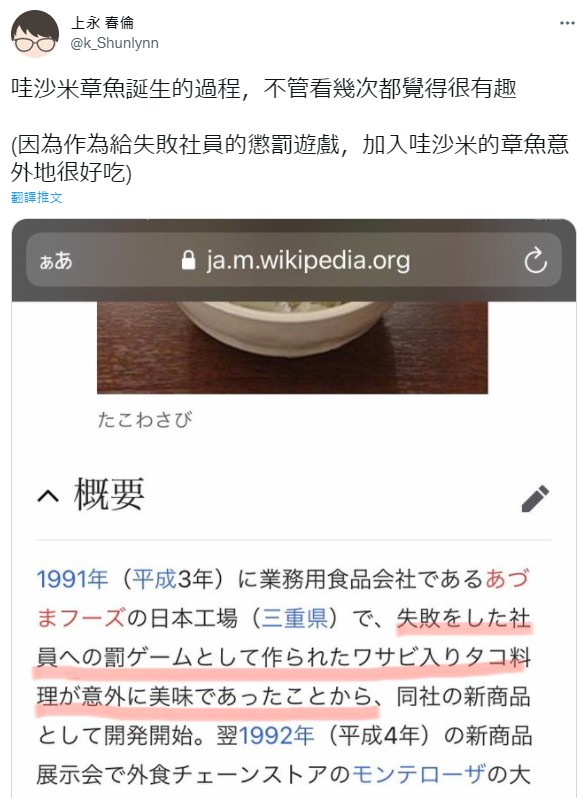 上永 春倫
@k_Shunlynn
哇沙米章魚誕生的過程，不管看幾次都覺得很有趣
(因為作為給失敗社員的懲罰遊戲，加入哇沙米的章魚意
外地很好吃)
翻譯推文
ぁあ ja.m.wikipedia.org
たこわさび
概要
1991年（平成3年）に業務用食品会社であるあづ
まフーズの日本工場（三重県）で、失敗をした社
員への罰ゲームとして作られたワサビ入りタコ料
理が意外に美味であったことから、同社の新商品
として開発開始。翌1992年（平成4年）の新商品
展示会で外食チェーンストアのモンテローザの大